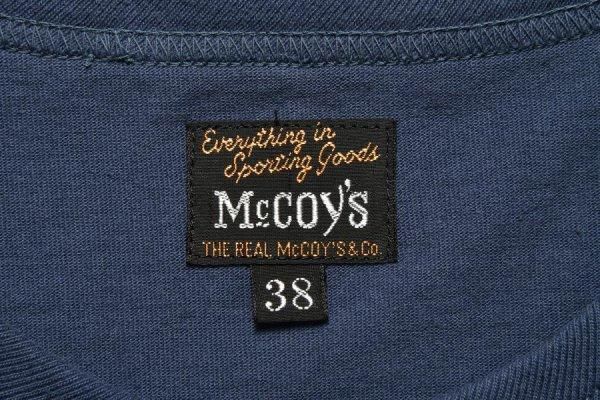 Everything in
Sporting Goods
McCOY'S
THE REAL McCOY'S & Co.
38